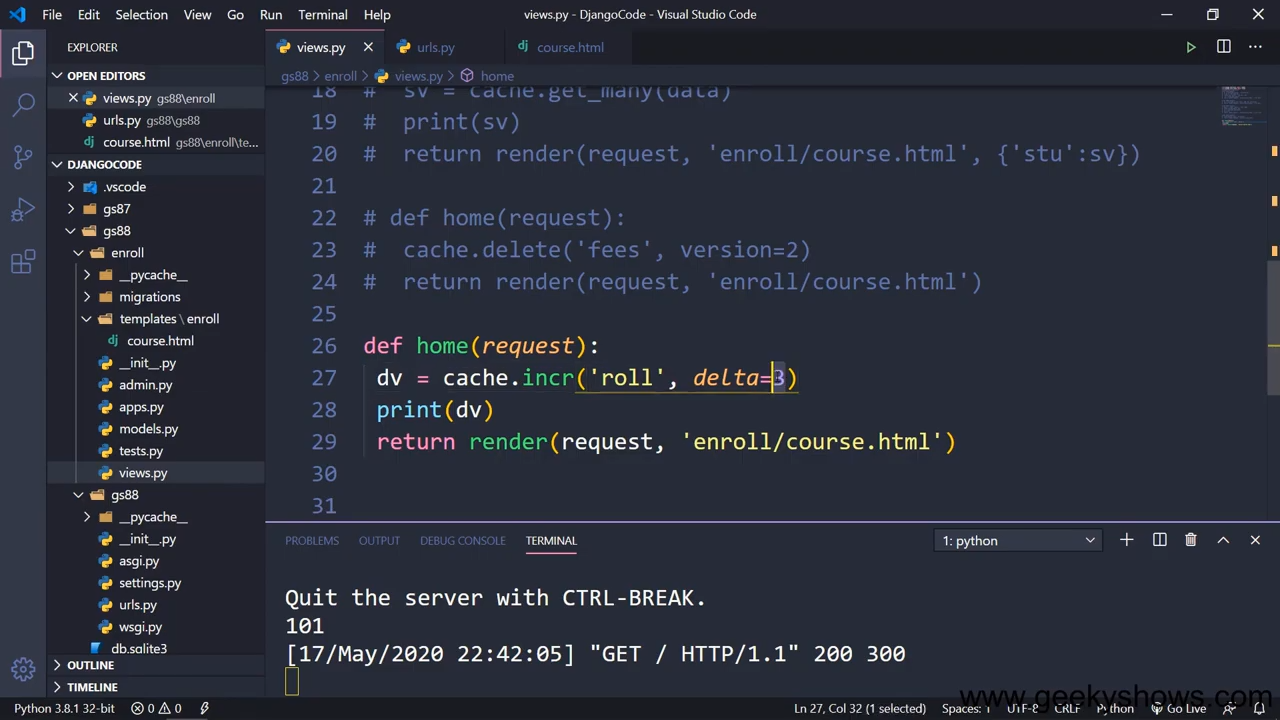 File Edit Selection View Go Run Terminal Help
views.py - DjangoCode - Visual Studio Code
EXPLORER
OPEN EDITORS
views.py gs88\enroll
urls.py gs88\gs88
course.html gs88\enroll\te...
DJANGOCODE
.vscode
gs87
gs88
enroll
__pycache__
migrations
templates \ enroll
course.html
__init__.py
admin.py
apps.py
models.py
tests.py
views.py
gs88
__pycache__
__init__.py
asgi.py
settings.py
urls.py
wsgi.py
db.sqlite3
OUTLINE
TIMELINE
views.py urls.py course.html
gs88 > enroll > views.py > home
18 # sv = cache.get_many(data)
19 # print(sv)
20 # return render(request, 'enroll/course.html', {'stu':sv})
21
22 # def home(request):
23 # cache.delete('fees', version=2)
24 # return render(request, 'enroll/course.html')
25
26 def home(request):
27 dv = cache.incr('roll', delta=3)
28 print(dv)
29 return render(request, 'enroll/course.html')
30
31
PROBLEMS OUTPUT DEBUG CONSOLE TERMINAL 1: python
Quit the server with CTRL-BREAK.
101
[17/May/2020 22:42:05] "GET / HTTP/1.1" 200 300
www.geekyshows.com
Python 3.8.1 32-bit 0 0 Ln 27, Col 32 (1 selected) Spaces: 1 UTF-8 CRLF Python Go Live